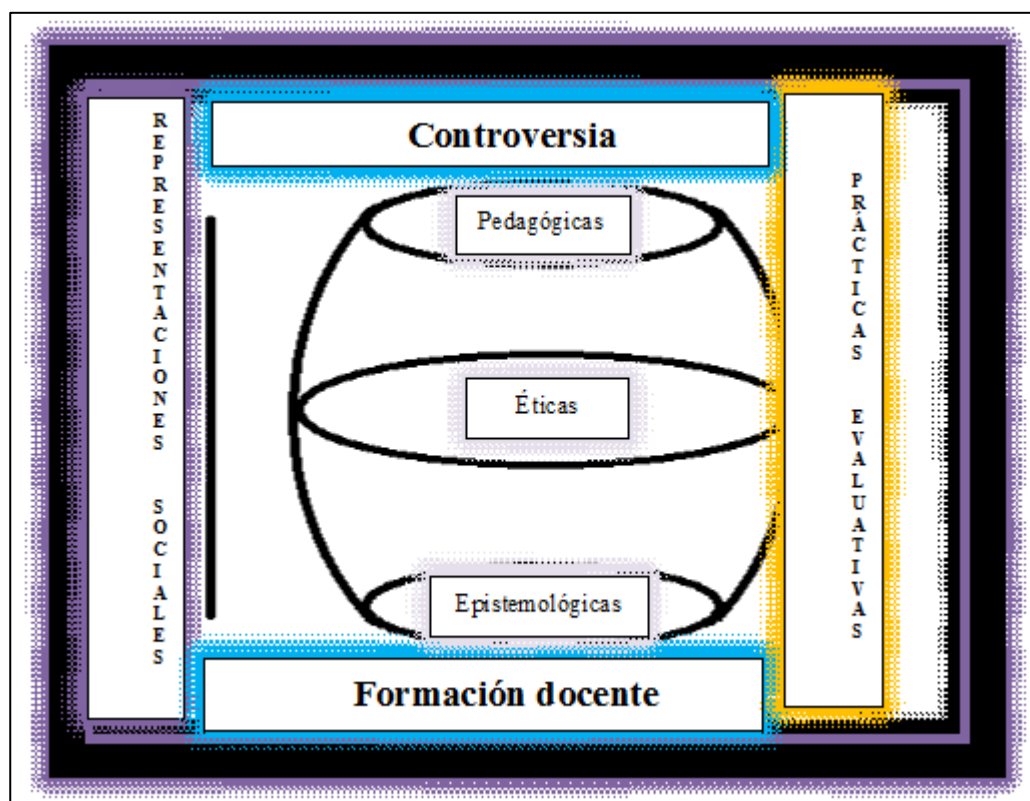 Controversia
REPRESENTACIONES SOCIALES
Pedagógicas
Éticas
Epistemológicas
PRÁCTICAS EVALUATIVAS
Formación docente